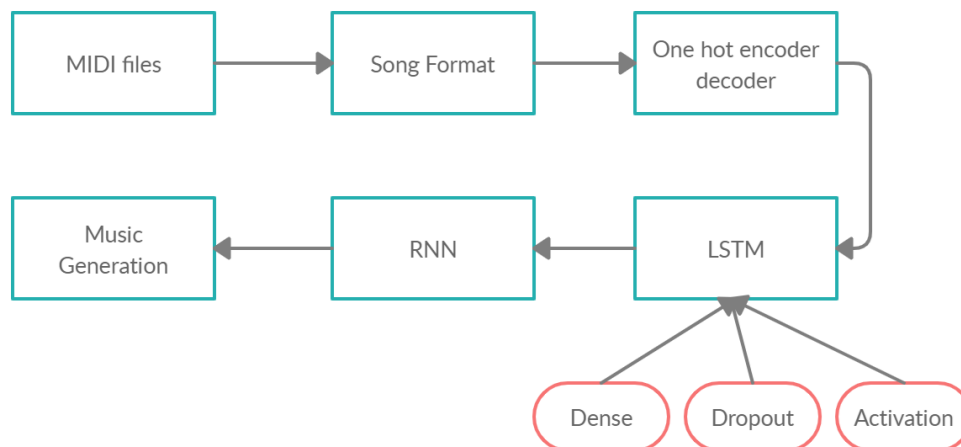 MIDI files
Song Format
One hot encoder
decoder
Music
Generation
RNN
LSTM
Dense
Dropout
Activation